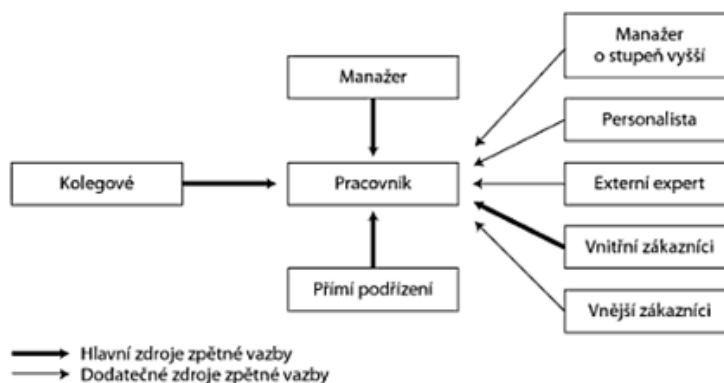 Manažer
o stupeň vyšší
Manažer
Personalista
Kolegové
Pracovník
Externí expert
Vnitřní zákazníci
Přímí podřízení
Vnější zákazníci
Hlavní zdroje zpětné vazby
Dodatečné zdroje zpětné vazby